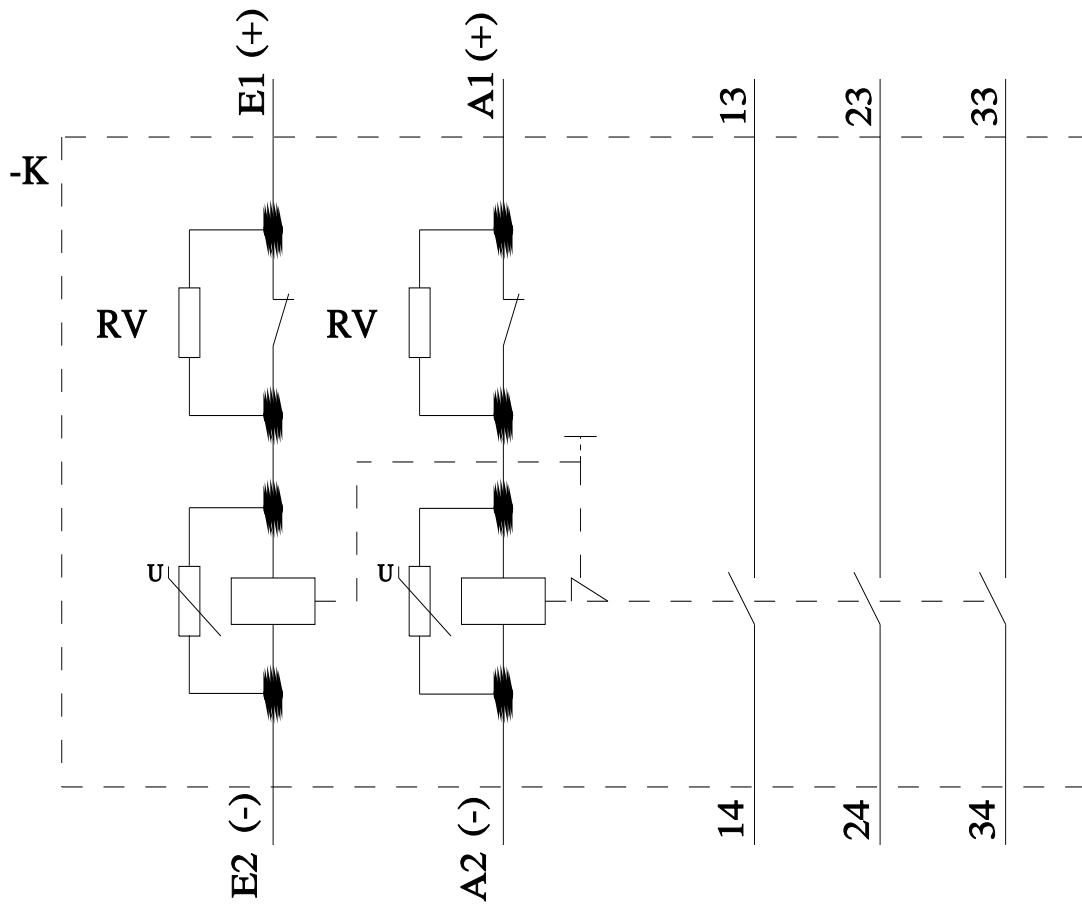 E1 (+)
A1 (+)
13
23
33
-K
RV
RV
U
U
E2 (-)
A2 (-)
14
24
34